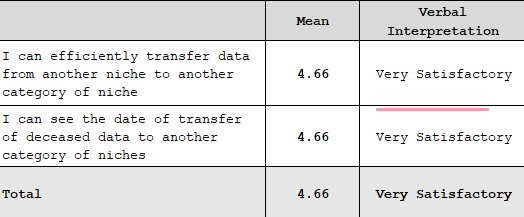 Mean
Verbal
Interpretation
I can efficiently transfer data
from another niche to another
category of niche
4.66
Very Satisfactory
I can see the date of transfer
of deceased data to another
category of niches
4.66
Very Satisfactory
Total
4.66
Very Satisfactory